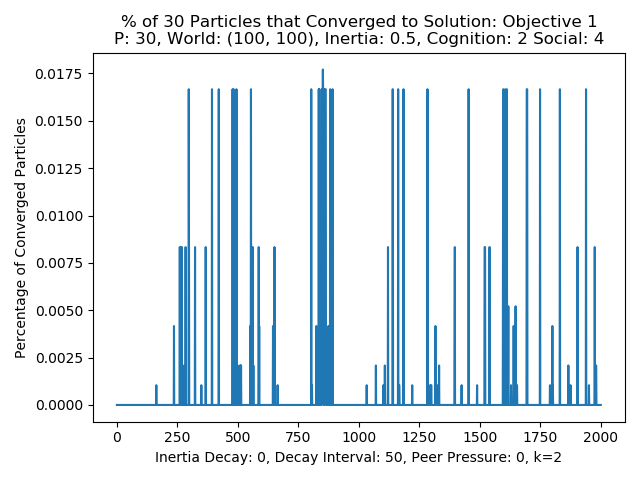 % of 30 Particles that Converged to Solution: Objective 1
P: 30, World: (100, 100), Inertia: 0.5, Cognition: 2 Social: 4
Percentage of Converged Particles
0.0175
0.0150
0.0125
0.0100
0.0075
0.0050
0.0025
0.0000
0 250 500 750 1000 1250 1500 1750 2000
Inertia Decay: 0, Decay Interval: 50, Peer Pressure: 0, k=2